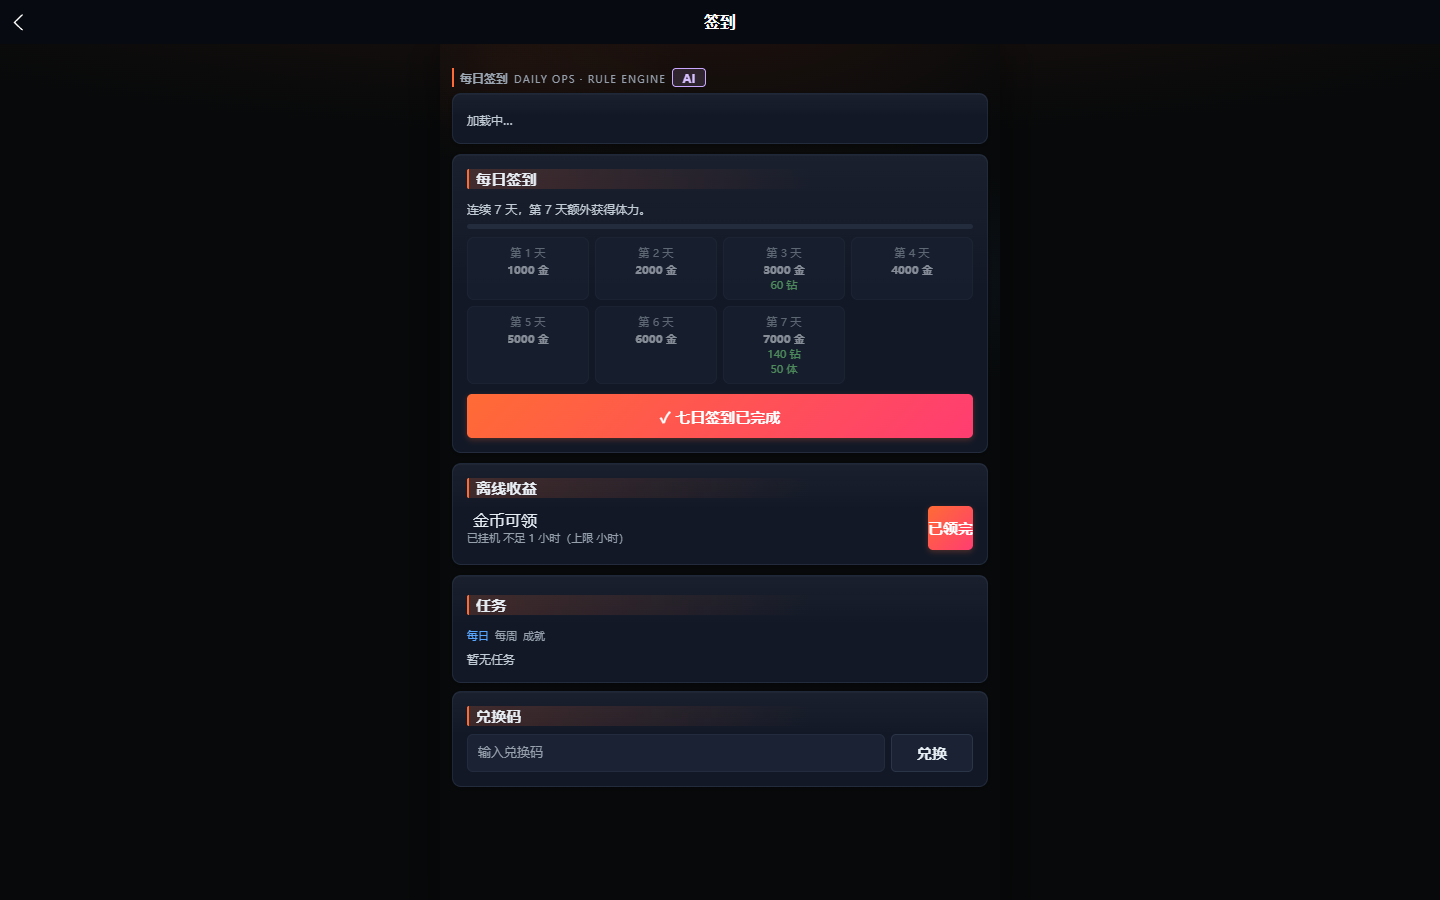 签到
每日签到 DAILY OPS · RULE ENGINE AI
加载中...
每日签到
连续 7 天，第 7 天额外获得体力。
第 1 天 第 2 天 第 3 天 第 4 天
1000 金 2000 金 3000 金 4000 金
60 钻
第 5 天 第 6 天 第 7 天
5000 金 6000 金 7000 金
140 钻
50 体
✓ 七日签到已完成
离线收益
金币可领
已挂机 不足 1 小时（上限 小时）
已领完
任务
每日 每周 成就
暂无任务
兑换码
输入兑换码 兑换